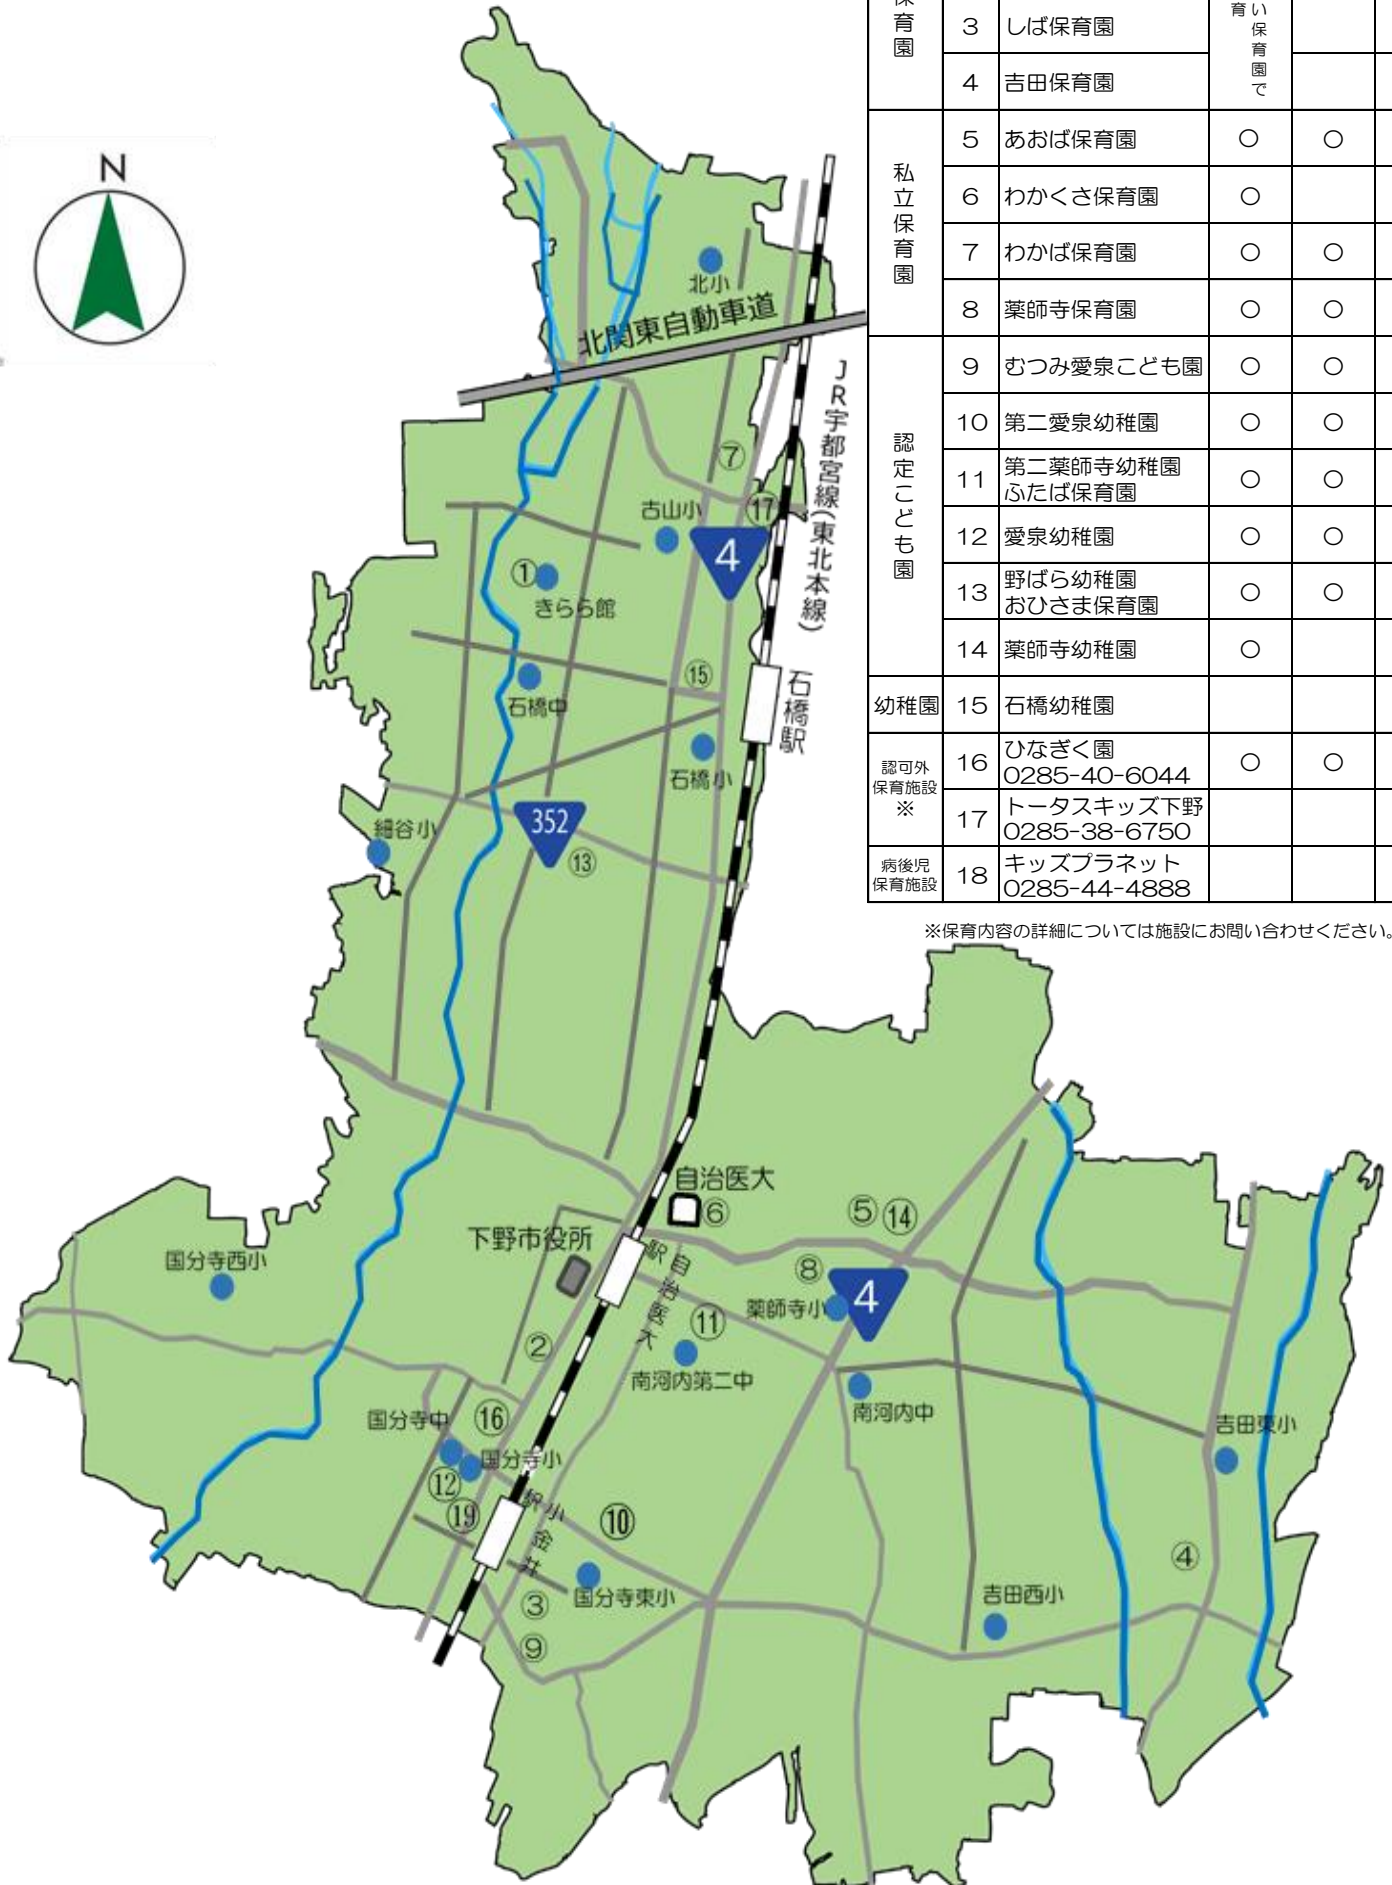 保育園
3 しば保育園
4 吉田保育園
い保育園で
育
私立保育園
5 あおば保育園 ○ ○
6 わかくさ保育園 ○
7 わかば保育園 ○ ○
8 薬師寺保育園 ○ ○
認定こども園
9 むつみ愛泉こども園 ○ ○
10 第二愛泉幼稚園 ○ ○
11 第二薬師寺幼稚園
ふたば保育園 ○ ○
12 愛泉幼稚園 ○ ○
13 野ばら幼稚園
おひさま保育園 ○ ○
14 薬師寺幼稚園 ○
幼稚園 15 石橋幼稚園
認可外
保育施設
※
16 ひなぎく園
0285-40-6044 ○ ○
17 トータスキッズ下野
0285-38-6750
病後児
保育施設
18 キッズプラネット
0285-44-4888
※保育内容の詳細については施設にお問い合わせください。
N
北小
北関東自動車道
JR宇都宮線(東北本線)
⑦
⑰
古山小
4
①
きらら館
⑮
石橋中
石橋駅
石橋小
352
細谷小
⑬
自治医大
⑥
⑤
⑭
下野市役所
自治医大
駅
国分寺西小
⑧
薬師寺小
4
⑪
②
南河内第二中
南河内中
国分寺中
⑯
吉田東小
国分寺小
⑫
⑲
小金井
駅
⑩
④
国分寺東小
③
吉田西小
⑨